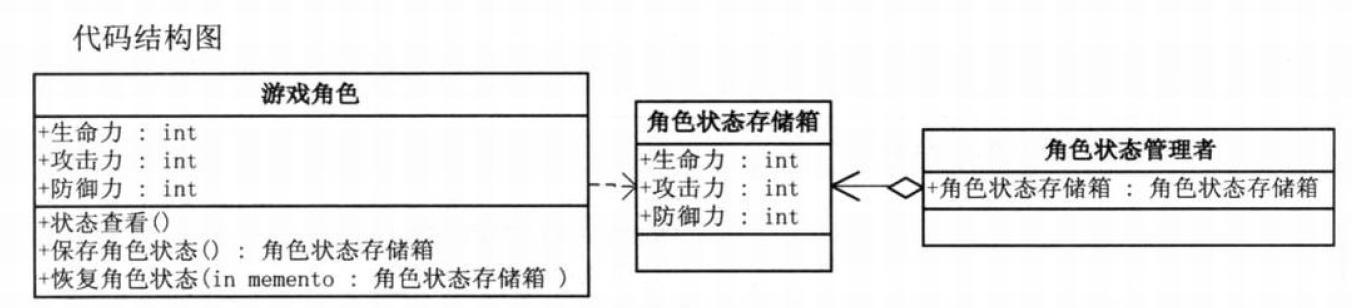 代码结构图
游戏角色
+生命力 : int
+攻击力 : int
+防御力 : int
+状态查看()
+保存角色状态() : 角色状态存储箱
+恢复角色状态(in memento : 角色状态存储箱 )
角色状态存储箱
+生命力 : int
+攻击力 : int
+防御力 : int
角色状态管理者
+角色状态存储箱 : 角色状态存储箱